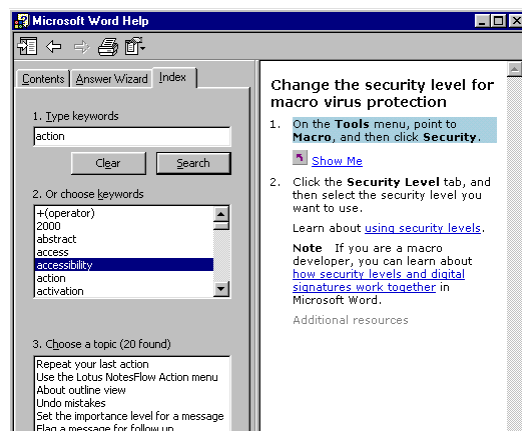 Microsoft Word Help
Contents Answer Wizard Index
1. Type keywords
action
Clear Search
2. Or choose keywords
+(operator)
2000
abstract
access
accessibility
action
activation
3. Choose a topic (20 found)
Repeat your last action
Use the Lotus NotesFlow Action menu
About outline view
Undo mistakes
Set the importance level for a message
Flag a message for follow up
Change the security level for
macro virus protection
1. On the Tools menu, point to
Macro, and then click Security.
Show Me
2. Click the Security Level tab, and
then select the security level you
want to use.
Learn about using security levels.
Note If you are a macro
developer, you can learn about
how security levels and digital
signatures work together in
Microsoft Word.
Additional resources